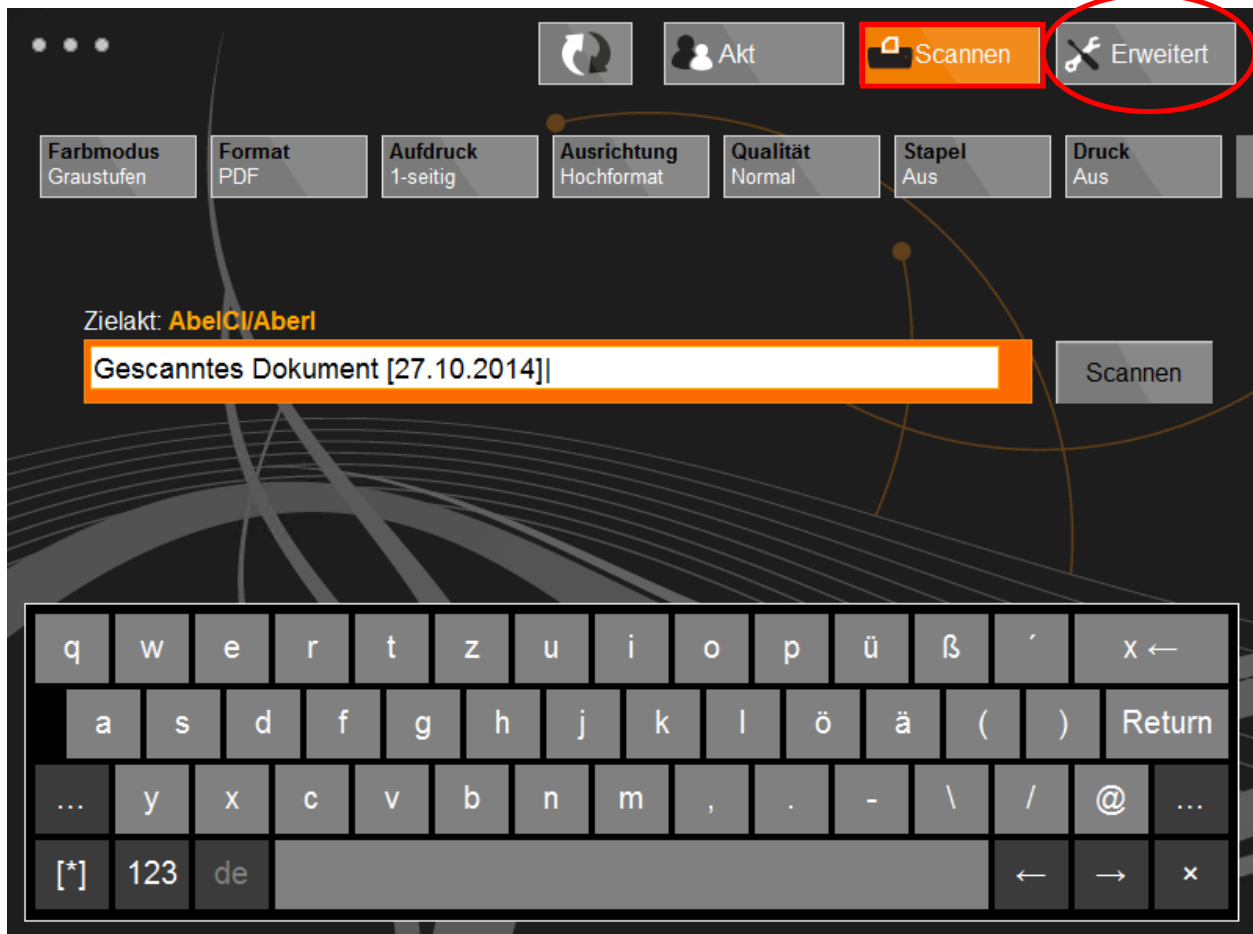 Akt
Scannen
Erweitert
Farbmodus
Graustufen
Format
PDF
Aufdruck
1-seitig
Ausrichtung
Hochformat
Qualität
Normal
Stapel
Aus
Druck
Aus
Zielakt: AbelCl/Aberl
Gescanntes Dokument [27.10.2014]
Scannen
q w e r t z u i o p ü ß ´ x ←
a s d f g h j k l ö ä ( ) Return
... y x c v b n m , . - \ / @ ...
[*] 123 de ← → ×